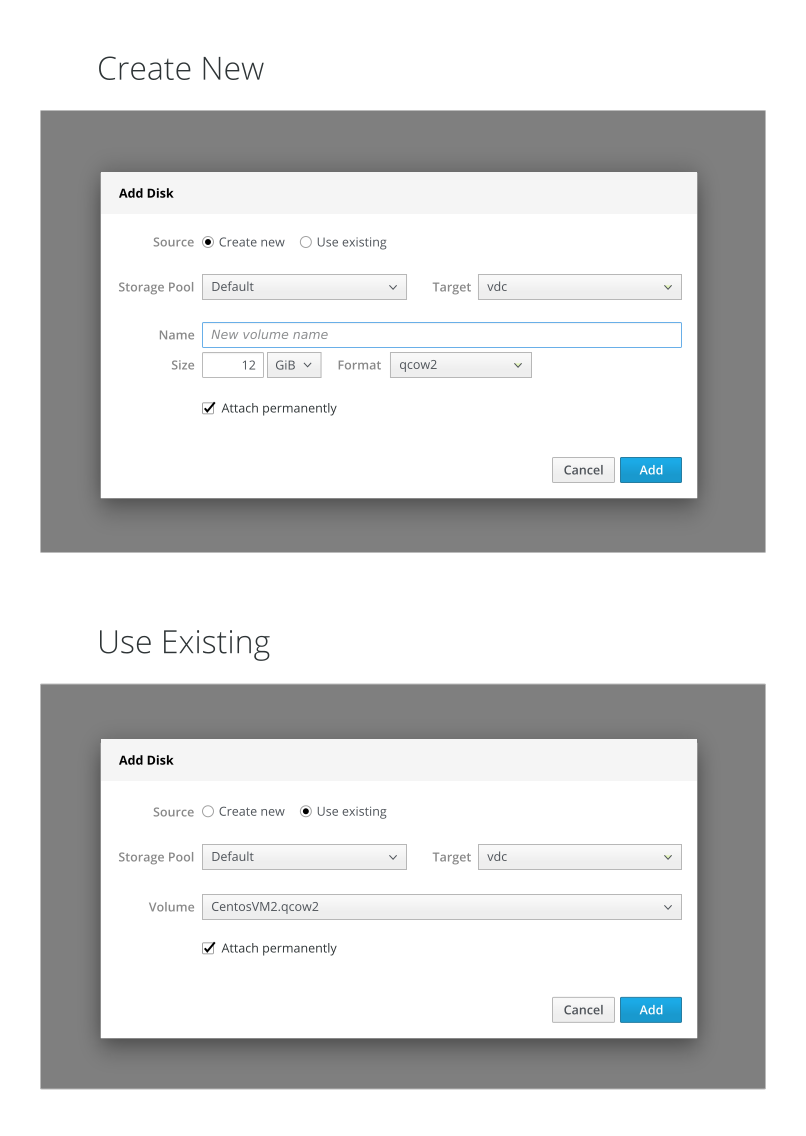 Create New
Add Disk
Source Create new Use existing
Storage Pool Default Target vdc
Name New volume name
Size 12 GiB Format qcow2
Attach permanently
Cancel Add
Use Existing
Add Disk
Source Create new Use existing
Storage Pool Default Target vdc
Volume CentosVM2.qcow2
Attach permanently
Cancel Add